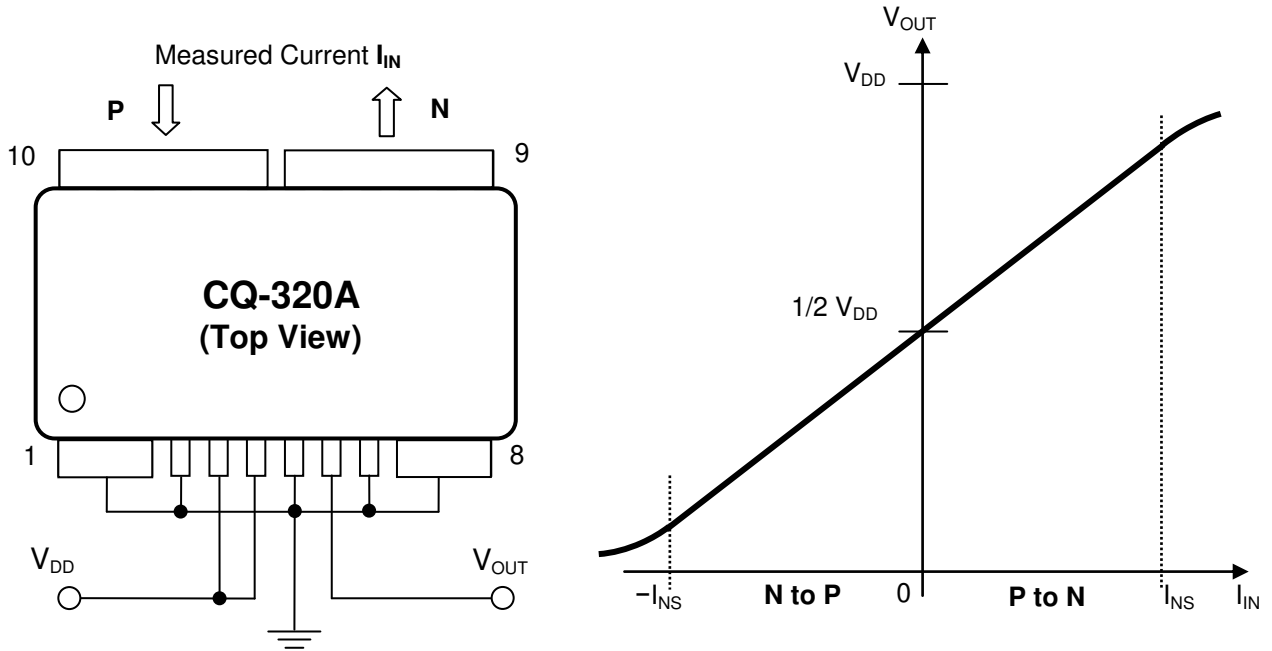 Measured Current I_IN
P
N
10
9
CQ-320A
(Top View)
1
8
V_DD
V_OUT
V_OUT
V_DD
1/2 V_DD
−I_NS
N to P
0
P to N
I_NS
I_IN